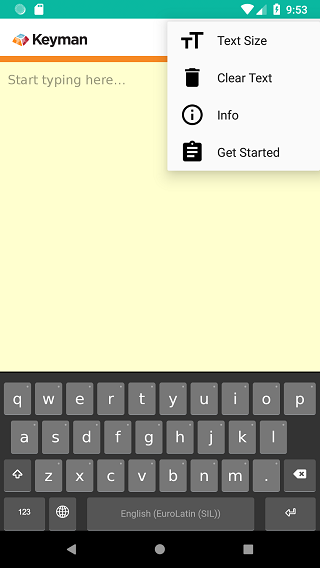 9:53
Keyman
Text Size
Start typing here...
Clear Text
Info
Get Started
q w e r t y u i o p
a s d f g h j k l
z x c v b n m .
123 English (EuroLatin (SIL))